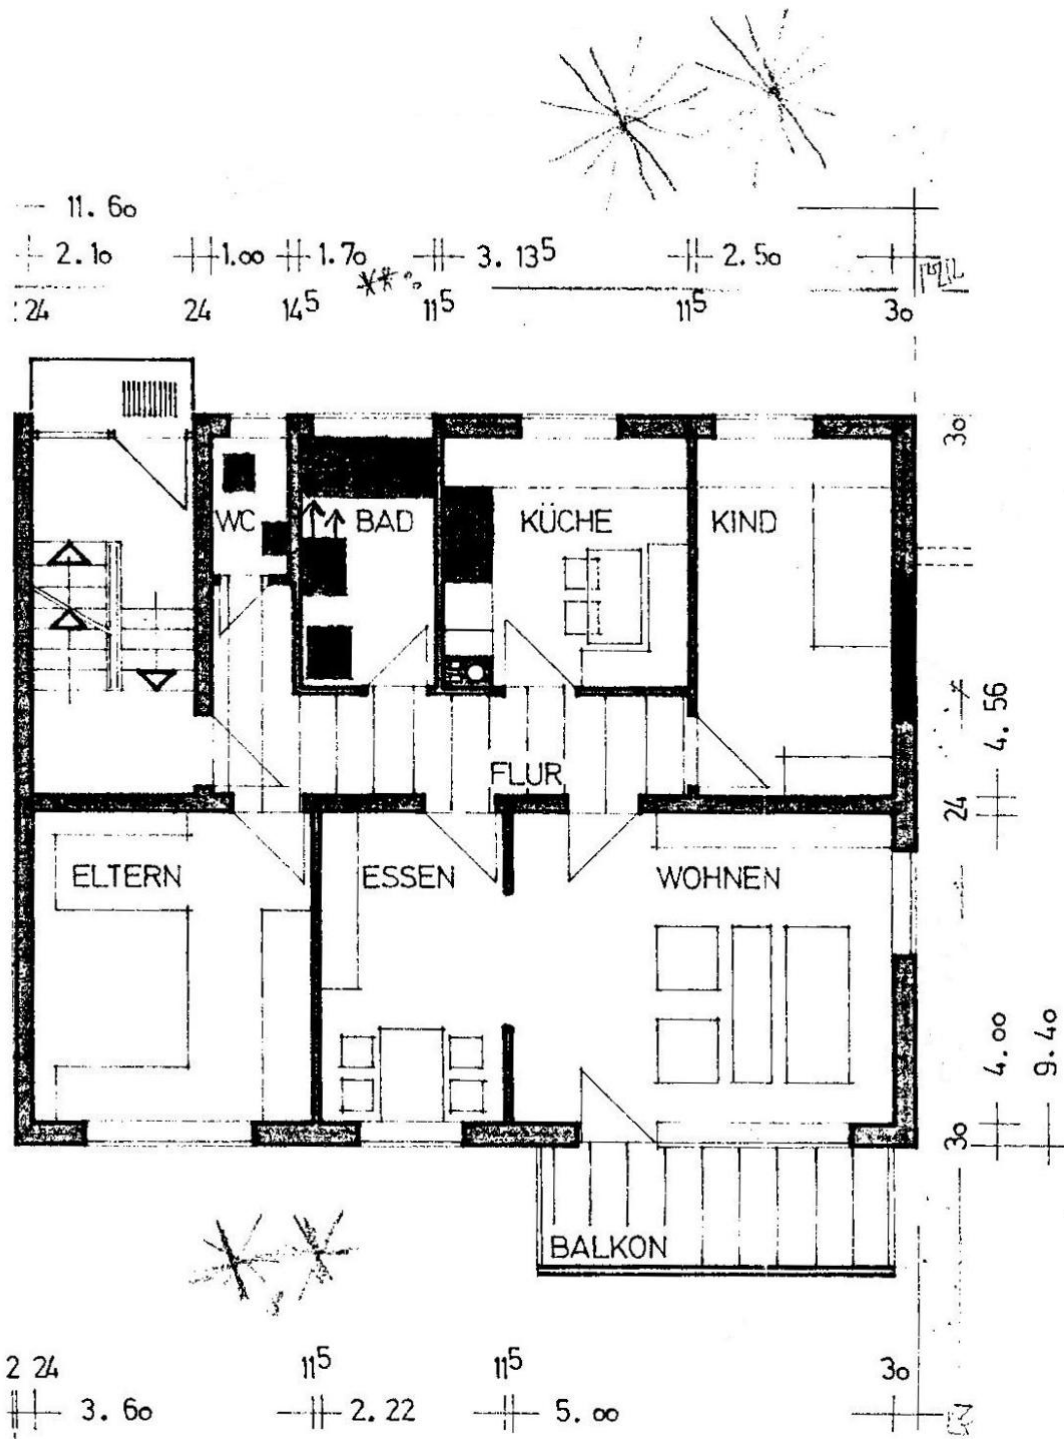 11.60
2.10 1.00 1.70 3.13⁵ 2.50
24 24 14⁵ 11⁵ 11⁵ 30
30
WC BAD KÜCHE KIND
4.56
FLUR
24
ELTERN ESSEN WOHNEN
4.00
9.40
30
BALKON
2 24 11⁵ 11⁵ 30
3.60 2.22 5.00